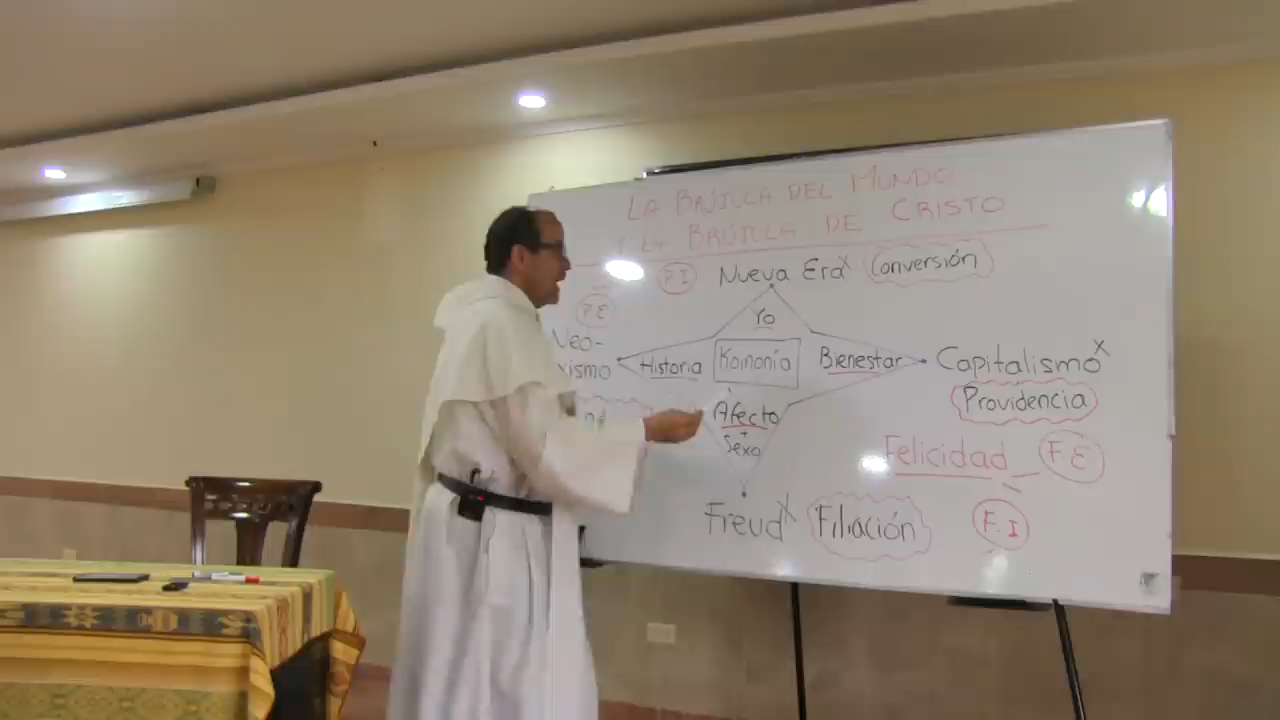 LA BRÚJULA DEL MUNDO
Y LA BRÚJULA DE CRISTO
P.I Nueva Era X Conversión
P.E
Yo
Neo-
xismo Historia Koinonía Bienestar Capitalismo X
Providencia
Afecto
+
Sexo
Felicidad F.E
Freud X Filiación F.I